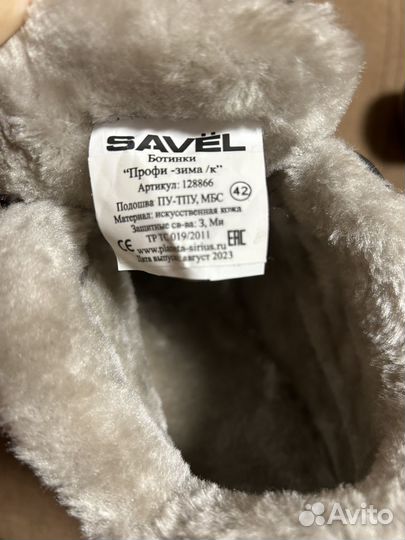 SAVËL
Ботинки
"Профи -зима /к"
Артикул: 128866
42
Подошва ПУ-ТПУ, МБС
Материал: искусственная кожа
Защитные св-ва: З, Ми
ТР ТС 019/2011
CE
EAC
www.planeta-sirius.ru
Дата выпуска: август 2023
Avito